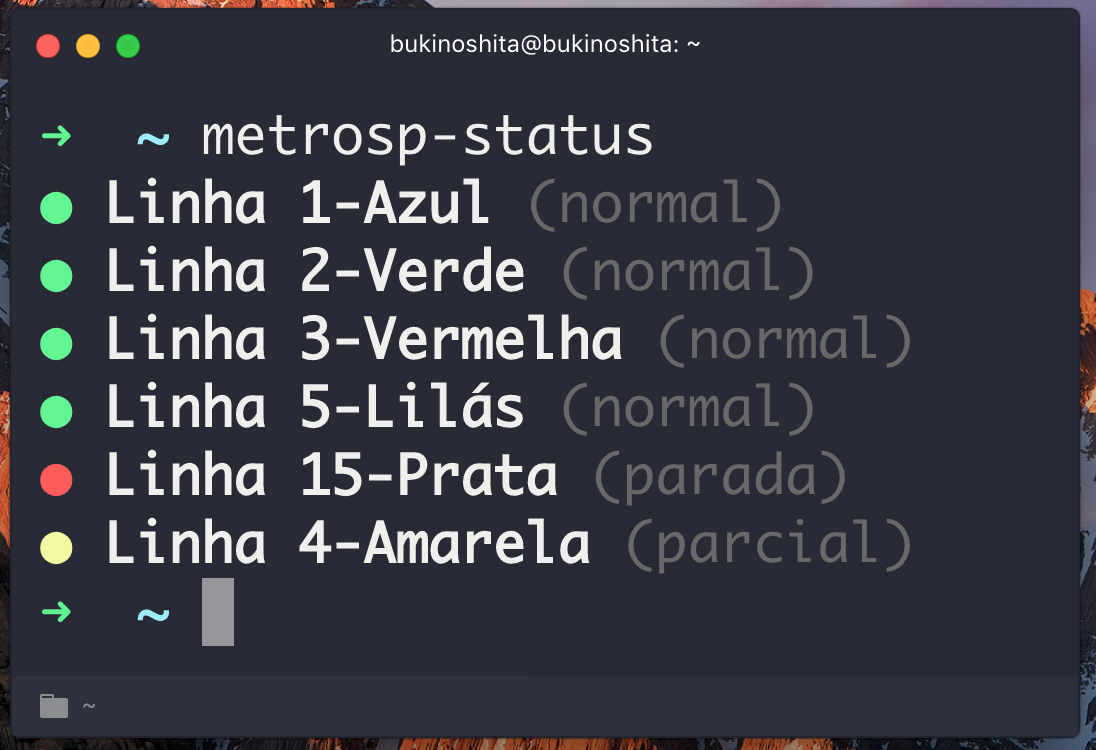 bukinoshita@bukinoshita: ~
➜ ~ metrosp-status
● Linha 1-Azul (normal)
● Linha 2-Verde (normal)
● Linha 3-Vermelha (normal)
● Linha 5-Lilás (normal)
● Linha 15-Prata (parada)
● Linha 4-Amarela (parcial)
➜ ~
~